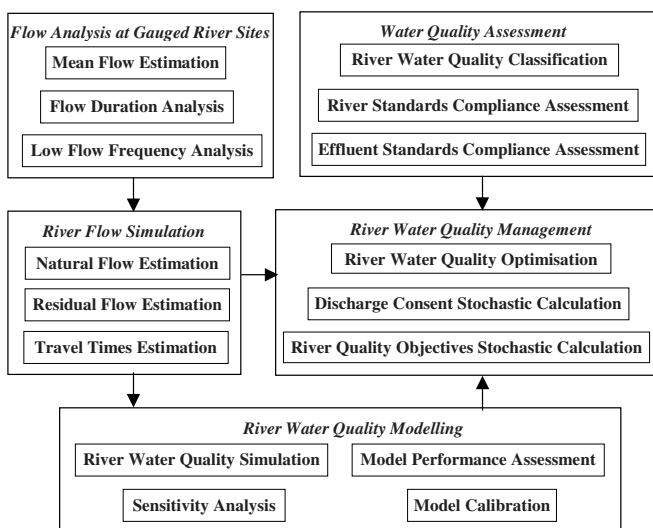 Flow Analysis at Gauged River Sites
Mean Flow Estimation
Flow Duration Analysis
Low Flow Frequency Analysis
Water Quality Assessment
River Water Quality Classification
River Standards Compliance Assessment
Effluent Standards Compliance Assessment
River Flow Simulation
Natural Flow Estimation
Residual Flow Estimation
Travel Times Estimation
River Water Quality Management
River Water Quality Optimisation
Discharge Consent Stochastic Calculation
River Quality Objectives Stochastic Calculation
River Water Quality Modelling
River Water Quality Simulation
Model Performance Assessment
Sensitivity Analysis
Model Calibration